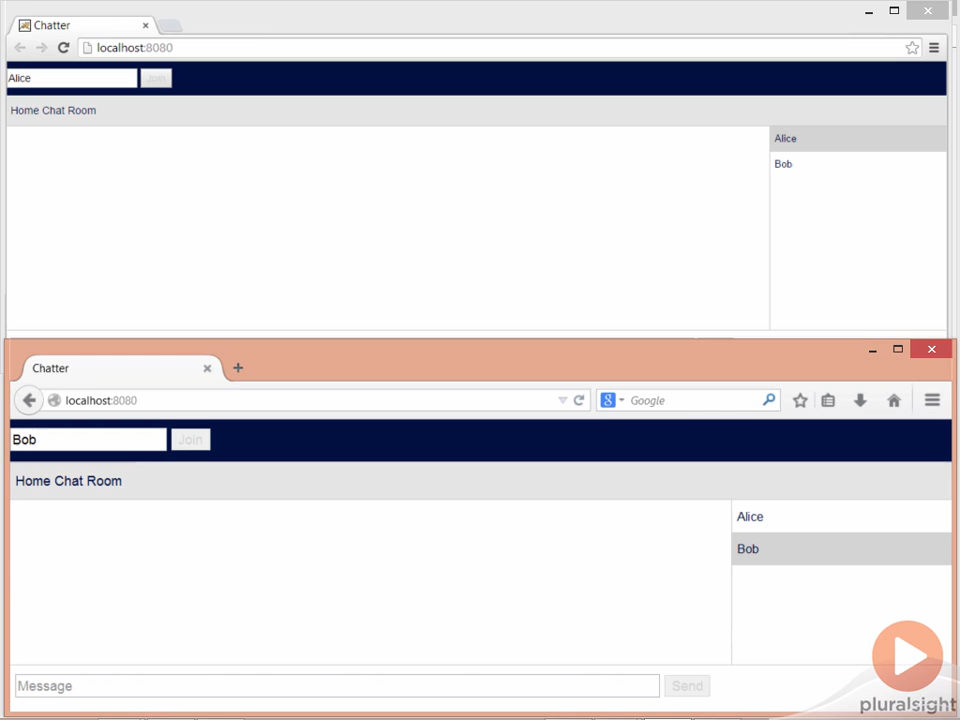 Chatter
localhost:8080
Alice Join
Home Chat Room
Alice
Bob
Chatter
localhost:8080 8 Google
Bob Join
Home Chat Room
Alice
Bob
Message Send
pluralsight